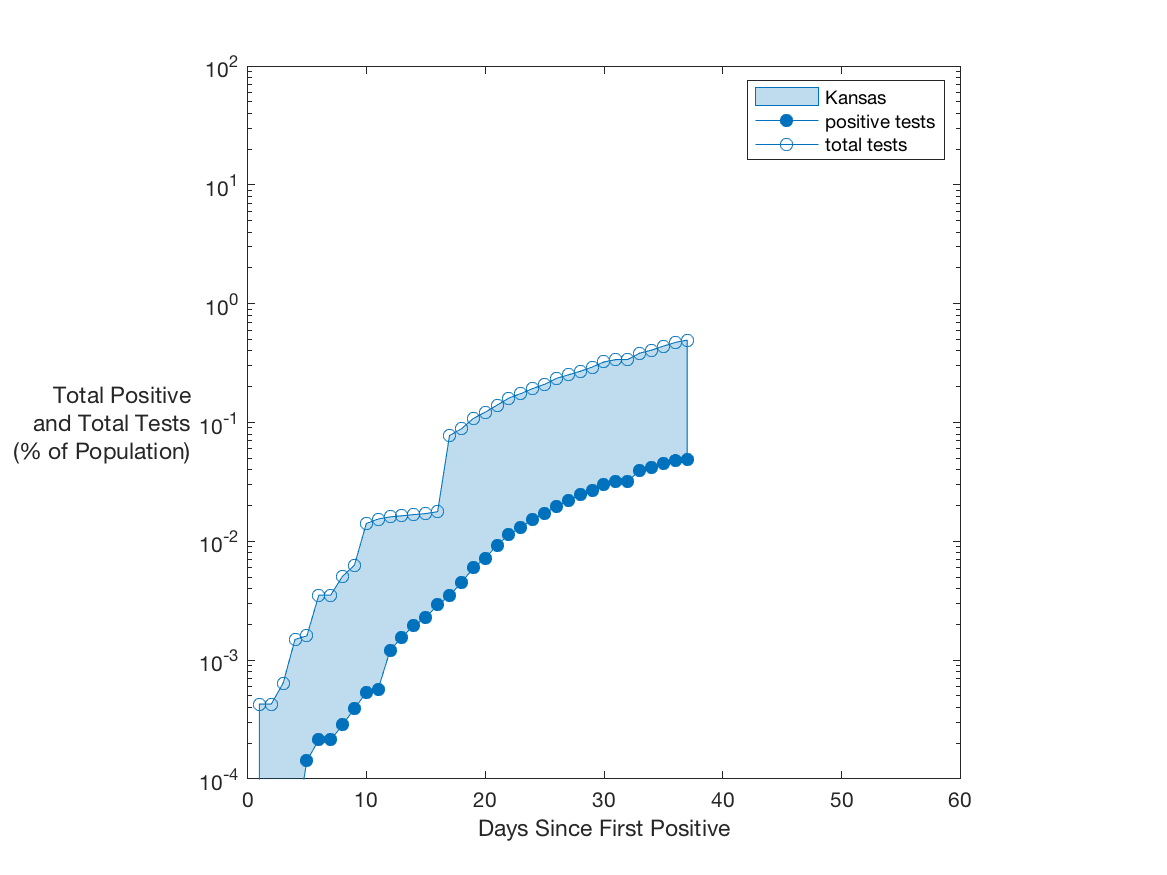 10^2
10^1
10^0
10^-1
10^-2
10^-3
10^-4
Total Positive
and Total Tests
(% of Population)
Kansas
positive tests
total tests
0 10 20 30 40 50 60
Days Since First Positive